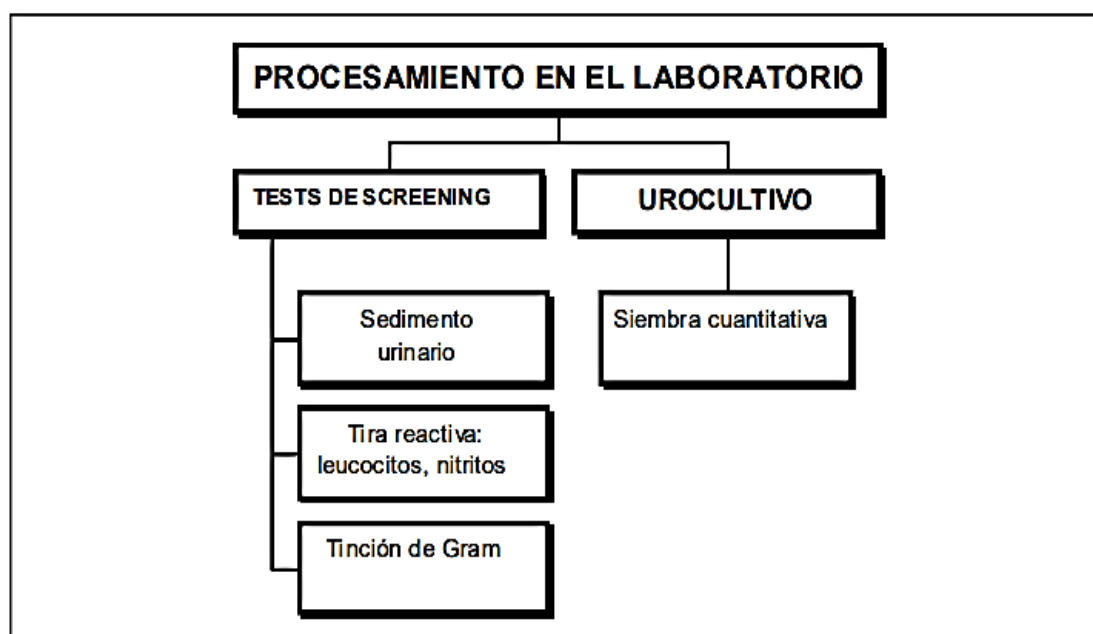 PROCESAMIENTO EN EL LABORATORIO
TESTS DE SCREENING
UROCULTIVO
Sedimento
urinario
Siembra cuantitativa
Tira reactiva:
leucocitos, nitritos
Tinción de Gram